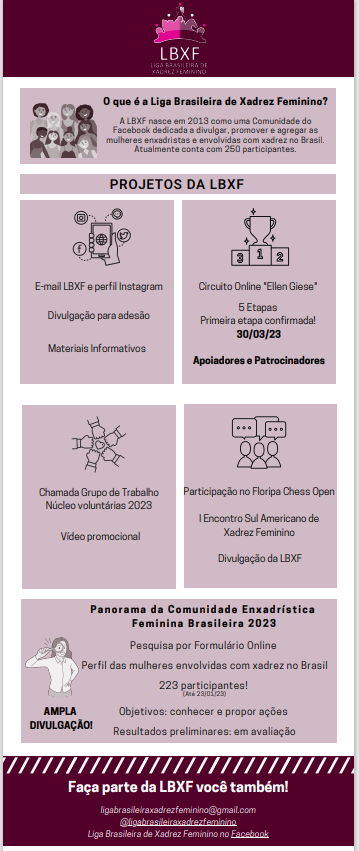 LBXF
LIGA BRASILEIRA DE
XADREZ FEMININO
O que é a Liga Brasileira de Xadrez Feminino?
A LBXF nasce em 2013 como uma Comunidade do
Facebook dedicada a divulgar, promover e agregar as
mulheres enxadristas e envolvidas com xadrez no Brasil.
Atualmente conta com 250 participantes.
PROJETOS DA LBXF
E-mail LBXF e perfil Instagram
Divulgação para adesão
Materiais Informativos
3 1 2
Circuito Online "Ellen Giese"
5 Etapas
Primeira etapa confirmada!
30/03/23
Apoiadores e Patrocinadores
Chamada Grupo de Trabalho
Núcleo voluntárias 2023
Vídeo promocional
Participação no Floripa Chess Open
I Encontro Sul Americano de
Xadrez Feminino
Divulgação da LBXF
Panorama da Comunidade Enxadrística
Feminina Brasileira 2023
Pesquisa por Formulário Online
Perfil das mulheres envolvidas com xadrez no Brasil
223 participantes!
(Até 23/01/23)
AMPLA
DIVULGAÇÃO!
Objetivos: conhecer e propor ações
Resultados preliminares: em avaliação
Faça parte da LBXF você também!
ligabrasileiraxadrezfeminino@gmail.com
@ligabrasileiraxadrezfeminino
Liga Brasileira de Xadrez Feminino no Facebook